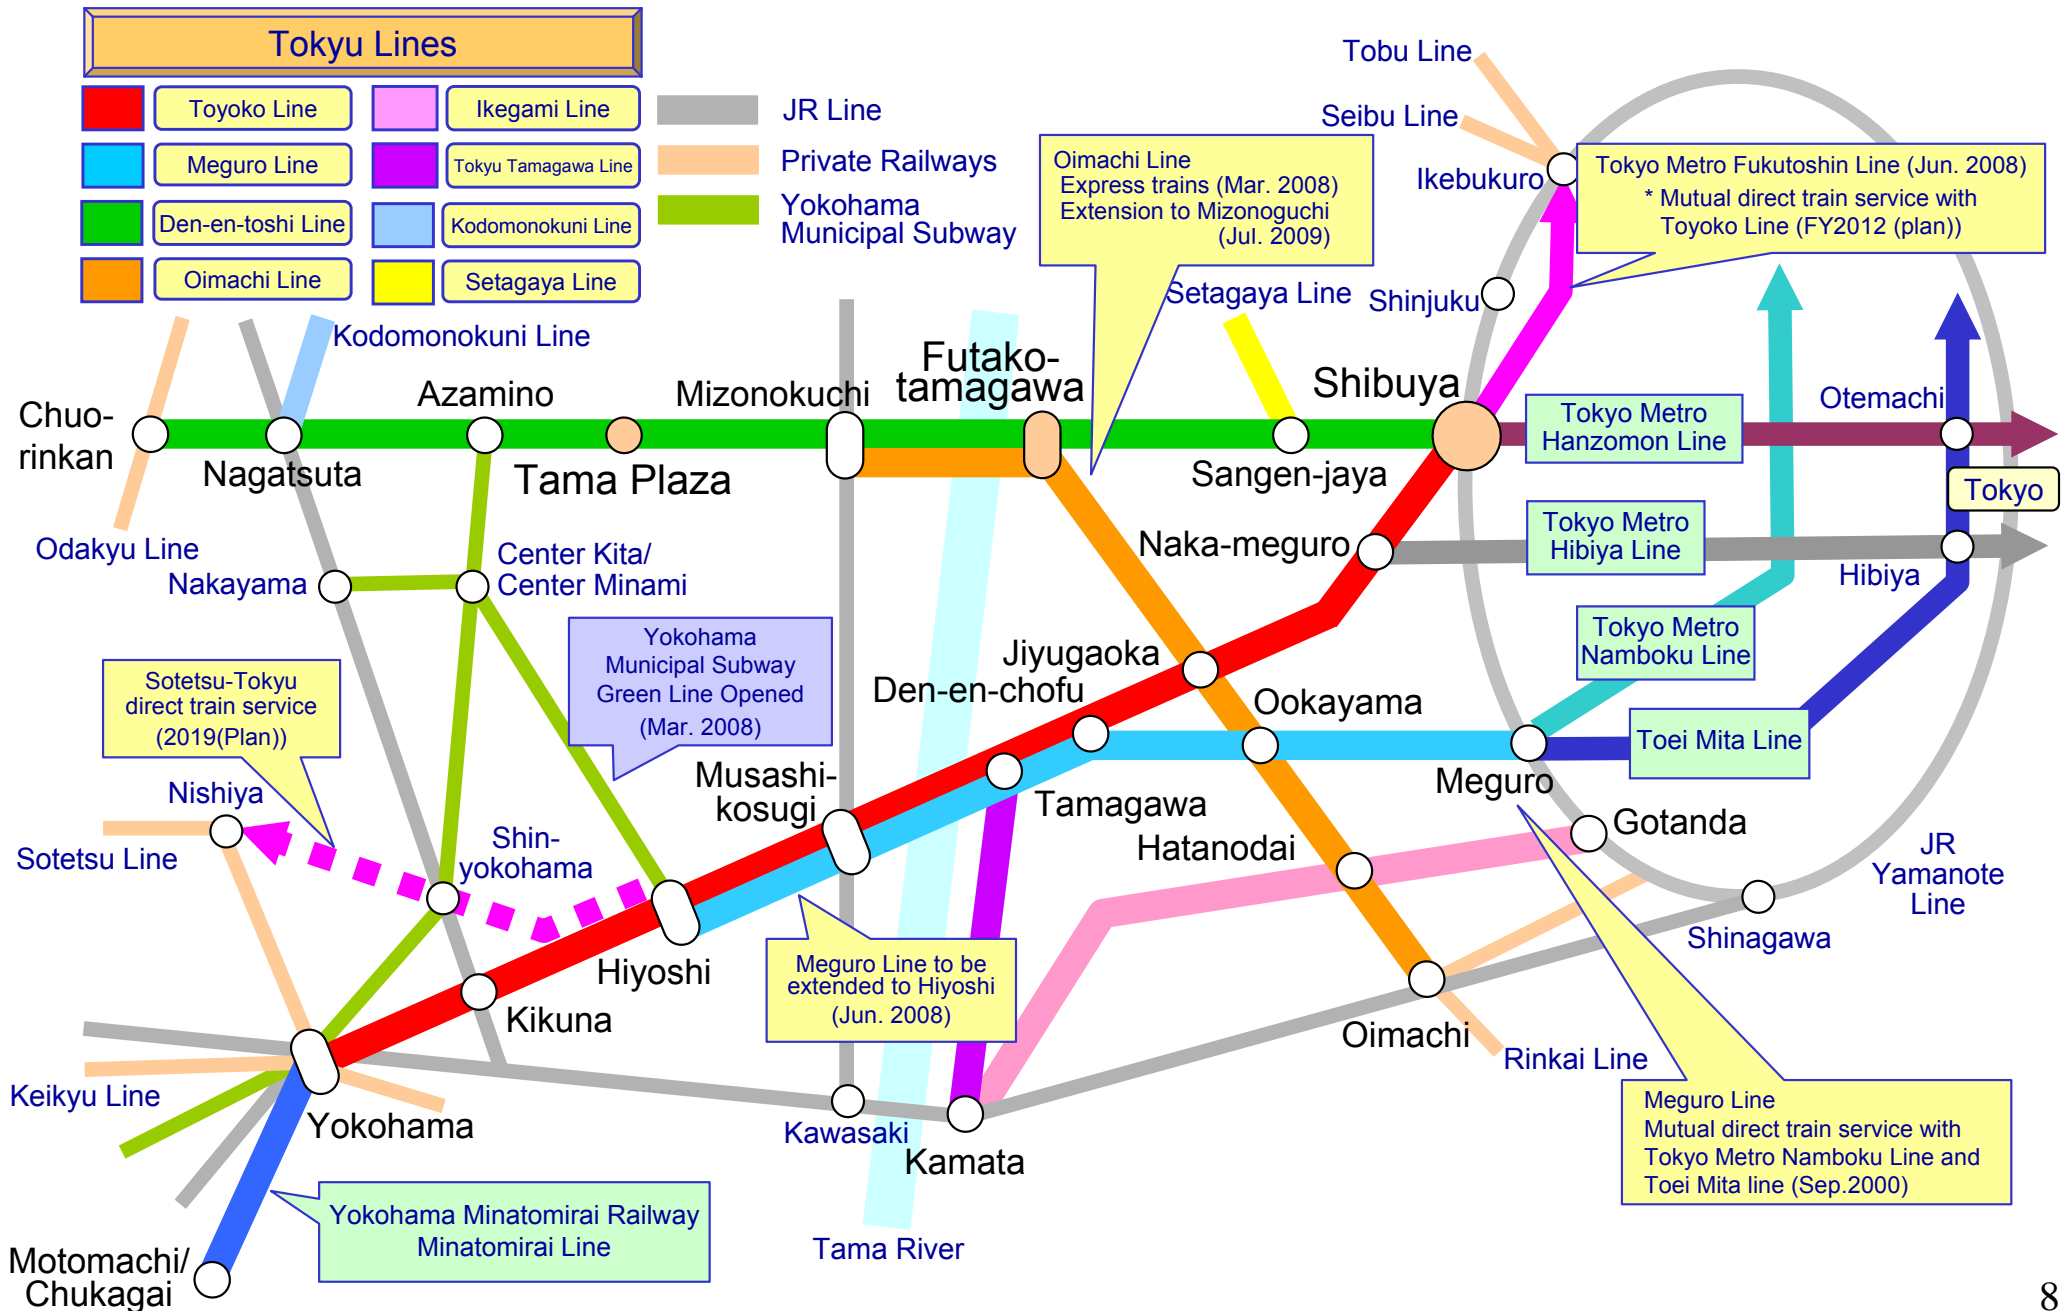 Tokyu Lines
Toyoko Line
Ikegami Line
Meguro Line
Tokyu Tamagawa Line
Den-en-toshi Line
Kodomonokuni Line
Oimachi Line
Setagaya Line
JR Line
Private Railways
Yokohama
Municipal Subway
Tobu Line
Seibu Line
Ikebukuro
Oimachi Line
Express trains (Mar. 2008)
Extension to Mizonoguchi
(Jul. 2009)
Tokyo Metro Fukutoshin Line (Jun. 2008)
* Mutual direct train service with
Toyoko Line (FY2012 (plan))
Setagaya Line
Shinjuku
Kodomonokuni Line
Chuo-
rinkan
Nagatsuta
Azamino
Tama Plaza
Mizonokuchi
Futako-
tamagawa
Sangen-jaya
Shibuya
Tokyo Metro
Hanzomon Line
Otemachi
Tokyo
Odakyu Line
Nakayama
Center Kita/
Center Minami
Naka-meguro
Tokyo Metro
Hibiya Line
Hibiya
Yokohama
Municipal Subway
Green Line Opened
(Mar. 2008)
Tokyo Metro
Namboku Line
Sotetsu-Tokyu
direct train service
(2019(Plan))
Jiyugaoka
Den-en-chofu
Ookayama
Toei Mita Line
Meguro
Musashi-
kosugi
Tamagawa
Nishiya
Sotetsu Line
Shin-
yokohama
Hatanodai
Gotanda
JR
Yamanote
Line
Shinagawa
Hiyoshi
Kikuna
Meguro Line to be
extended to Hiyoshi
(Jun. 2008)
Oimachi
Rinkai Line
Keikyu Line
Yokohama
Kawasaki
Kamata
Meguro Line
Mutual direct train service with
Tokyo Metro Namboku Line and
Toei Mita line (Sep.2000)
Yokohama Minatomirai Railway
Minatomirai Line
Tama River
Motomachi/
Chukagai
8